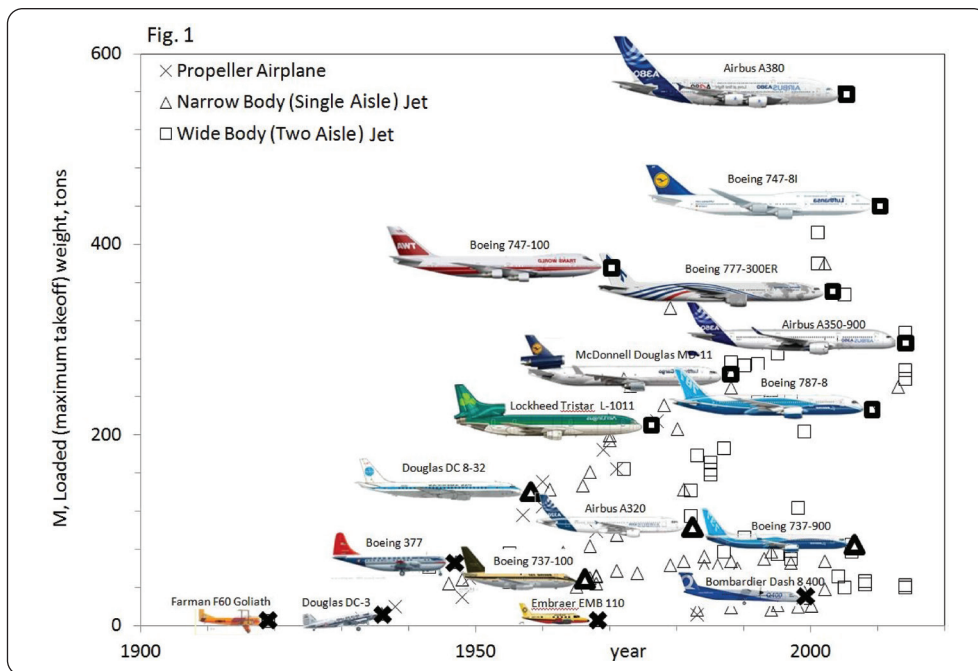 Fig. 1
600
400
200
0
M, Loaded (maximum takeoff) weight, tons
Propeller Airplane
Narrow Body (Single Aisle) Jet
Wide Body (Two Aisle) Jet
Airbus A380
Boeing 747-8I
Boeing 747-100
Boeing 777-300ER
Airbus A350-900
McDonnell Douglas MD-11
Boeing 787-8
Lockheed Tristar L-1011
Douglas DC 8-32
Airbus A320
Boeing 737-900
Boeing 377
Boeing 737-100
Bombardier Dash 8 400
Farman F60 Goliath
Douglas DC-3
Embraer EMB 110
1900
1950
year
2000